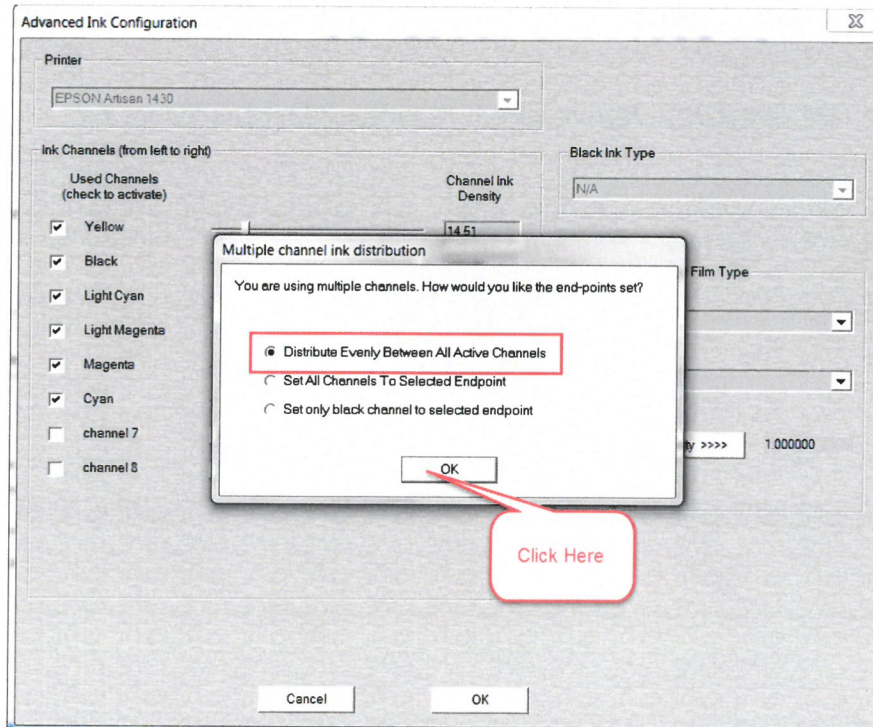 Advanced Ink Configuration
Printer
EPSON Artisan 1430
Ink Channels (from left to right)
Used Channels
(check to activate)
Channel Ink
Density
Black Ink Type
N/A
Yellow
14.51
Black
Light Cyan
Light Magenta
Magenta
Cyan
channel 7
channel 8
Film Type
ty >>>>
1.000000
Multiple channel ink distribution
You are using multiple channels. How would you like the end-points set?
Distribute Evenly Between All Active Channels
Set All Channels To Selected Endpoint
Set only black channel to selected endpoint
OK
Click Here
Cancel
OK